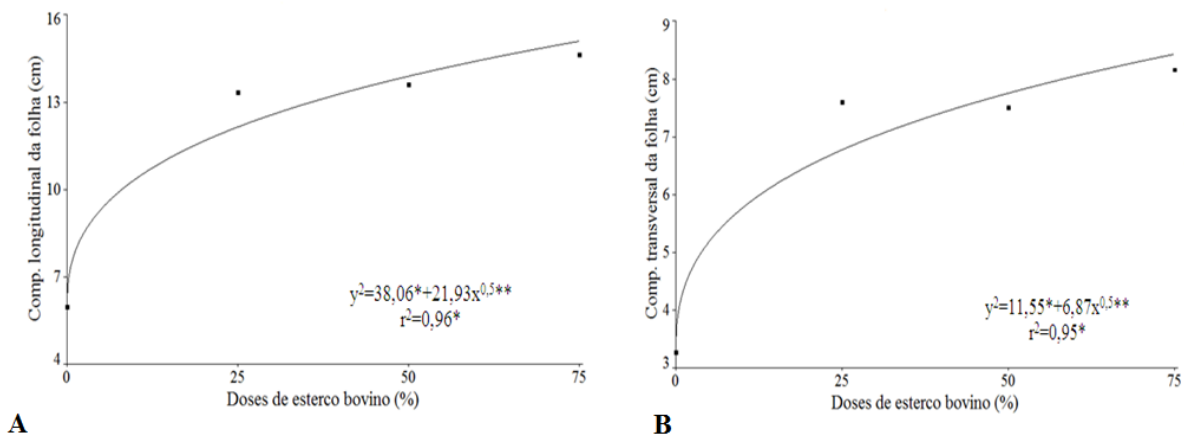 Comp. longitudinal da folha (cm)
16
13
10
7
4
0
25
50
75
Doses de esterco bovino (%)
y²=38,06*+21,93x^0,5**
r²=0,96*
A
Comp. transversal da folha (cm)
9
8
7
6
5
4
3
0
25
50
75
Doses de esterco bovino (%)
y²=11,55*+6,87x^0,5**
r²=0,95*
B